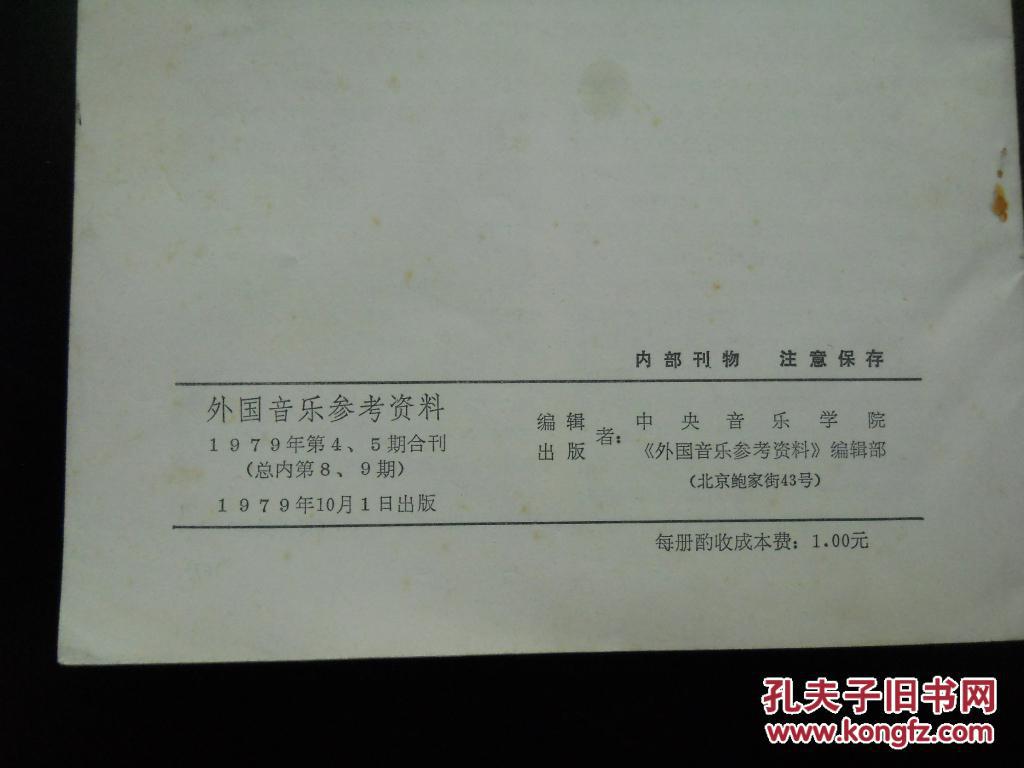 内部刊物 注意保存
外国音乐参考资料
1979年第4、5期合刊
(总内第8、9期)
1979年10月1日出版
编辑
出版
者:
中央音乐学院
《外国音乐参考资料》编辑部
(北京鲍家街43号)
每册酌收成本费: 1.00元
孔夫子旧书网
www.kongfz.com